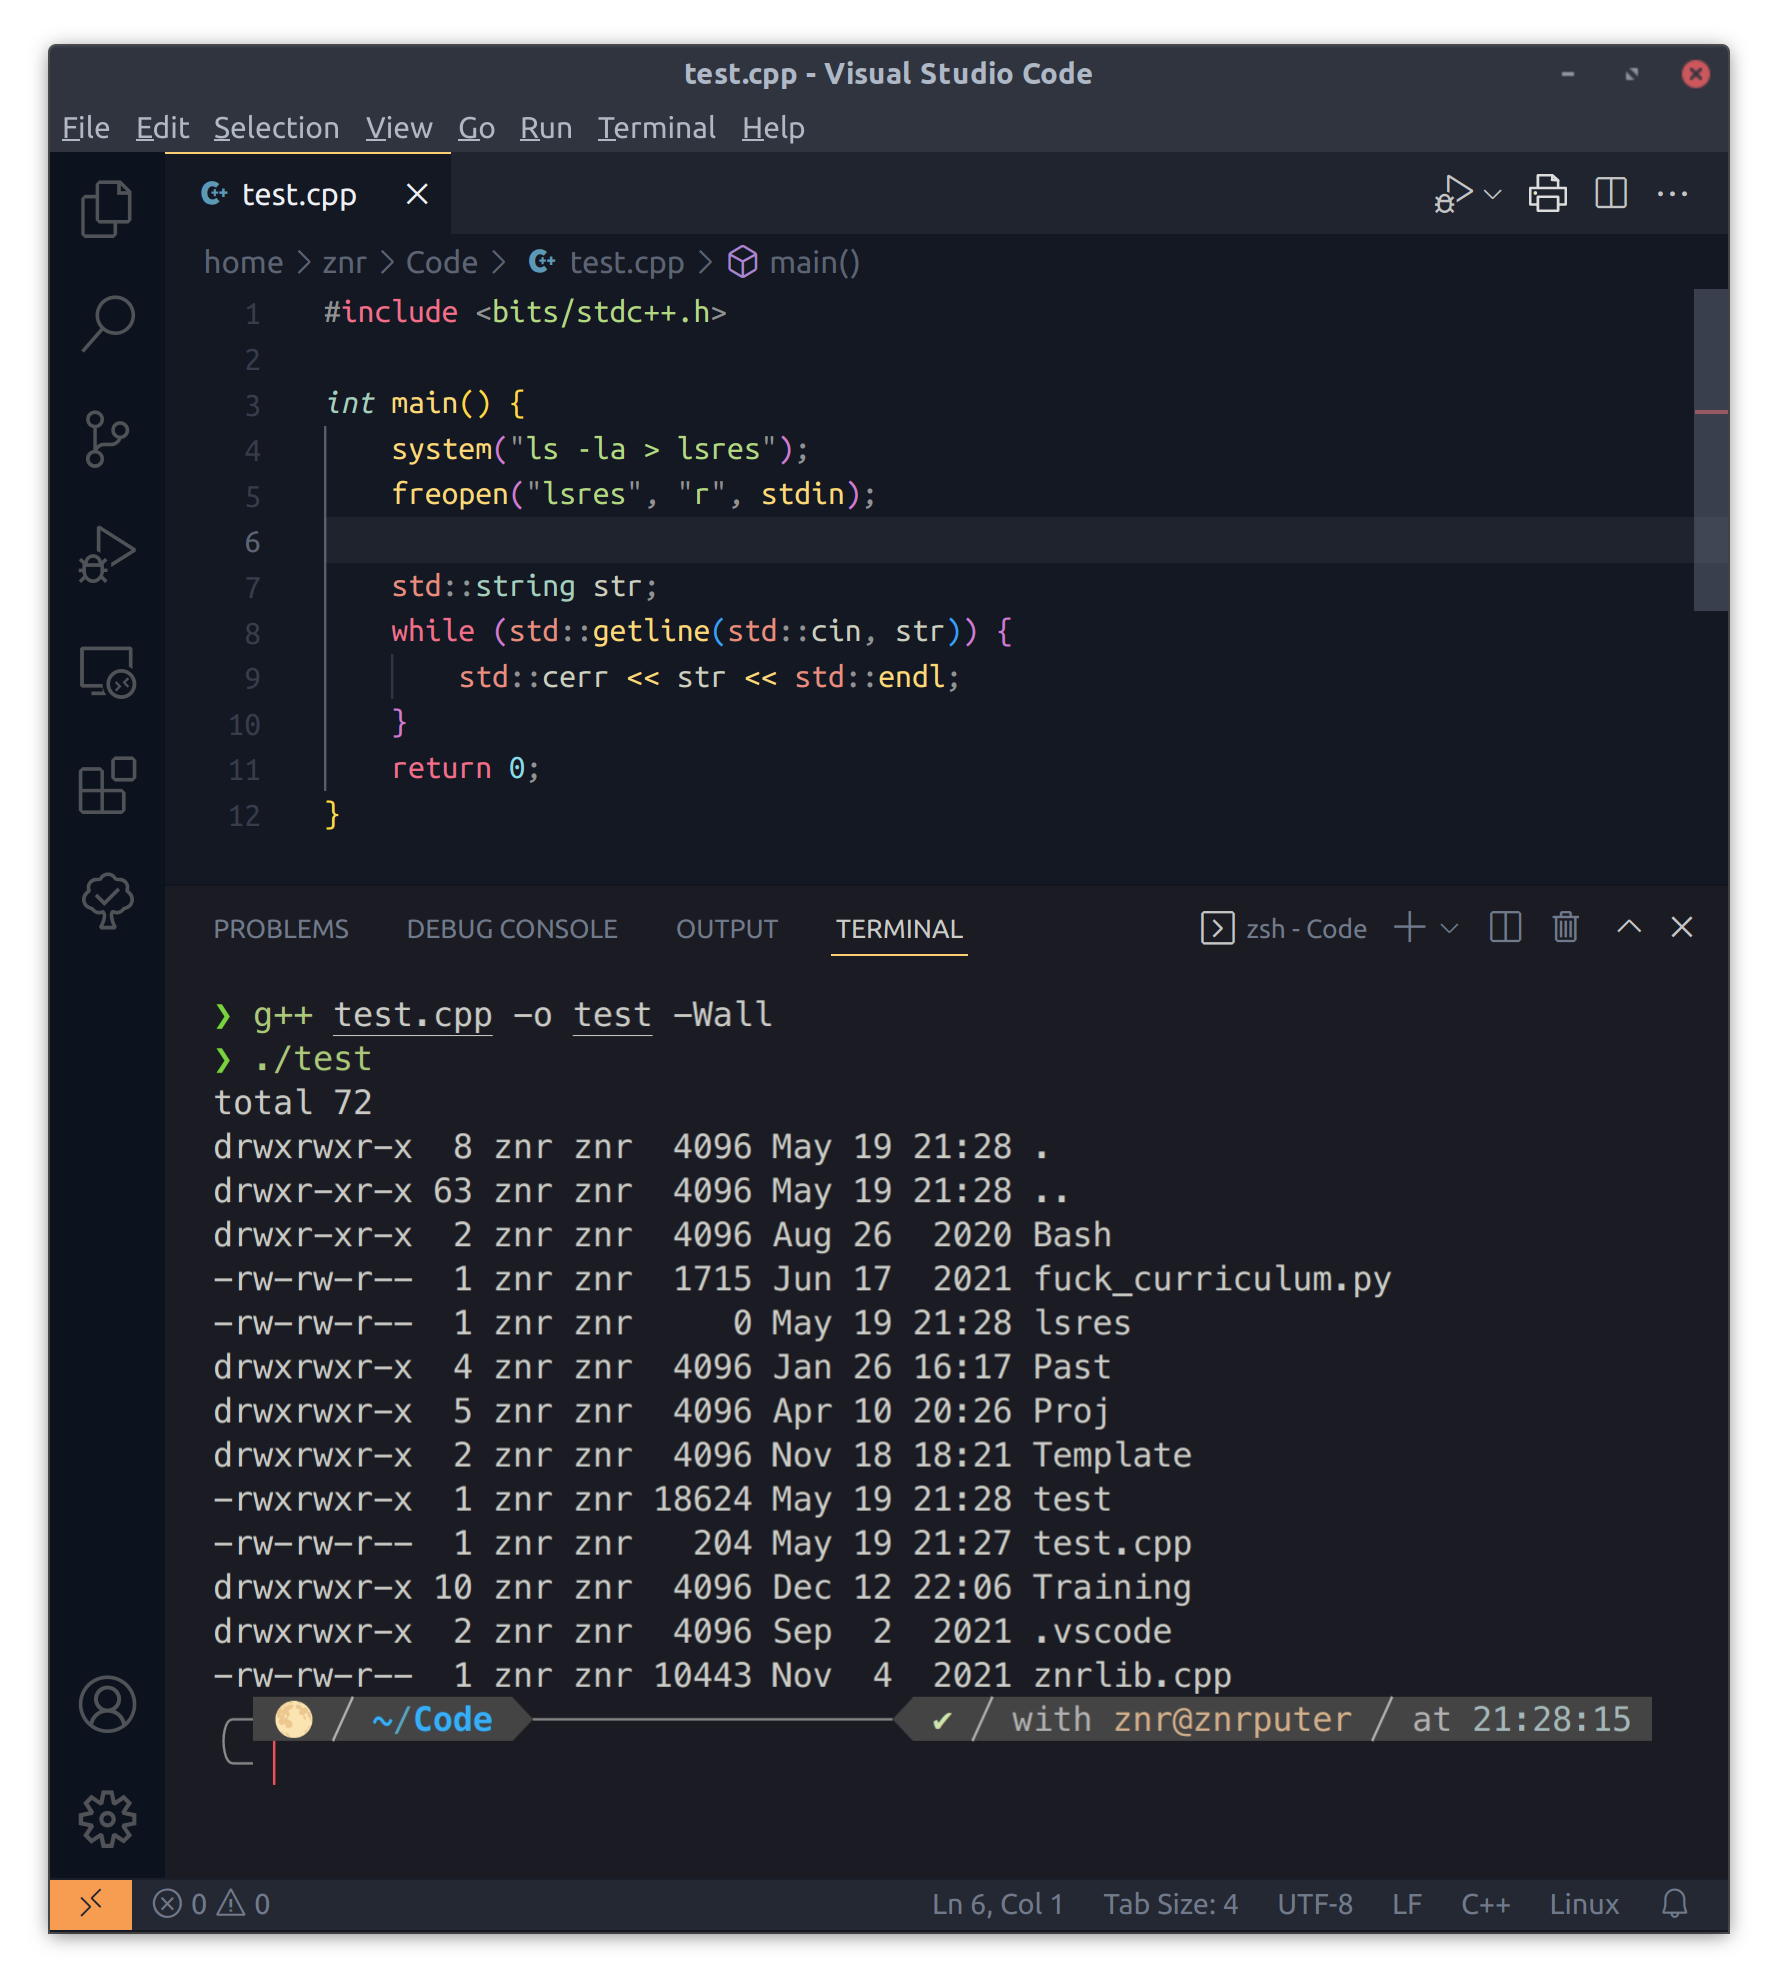 test.cpp - Visual Studio Code
File Edit Selection View Go Run Terminal Help
test.cpp
home > znr > Code > test.cpp > main()
1 #include <bits/stdc++.h>
2
3 int main() {
4     system("ls -la > lsres");
5     freopen("lsres", "r", stdin);
6
7     std::string str;
8     while (std::getline(std::cin, str)) {
9         std::cerr << str << std::endl;
10     }
11     return 0;
12 }
PROBLEMS DEBUG CONSOLE OUTPUT TERMINAL zsh - Code
❯ g++ test.cpp -o test -Wall
❯ ./test
total 72
drwxrwxr-x  8 znr znr  4096 May 19 21:28 .
drwxr-xr-x 63 znr znr  4096 May 19 21:28 ..
drwxr-xr-x  2 znr znr  4096 Aug 26  2020 Bash
-rw-rw-r--  1 znr znr  1715 Jun 17  2021 fuck_curriculum.py
-rw-rw-r--  1 znr znr     0 May 19 21:28 lsres
drwxrwxr-x  4 znr znr  4096 Jan 26 16:17 Past
drwxrwxr-x  5 znr znr  4096 Apr 10 20:26 Proj
drwxrwxr-x  2 znr znr  4096 Nov 18 18:21 Template
-rwxrwxr-x  1 znr znr 18624 May 19 21:28 test
-rw-rw-r--  1 znr znr   204 May 19 21:27 test.cpp
drwxrwxr-x 10 znr znr  4096 Dec 12 22:06 Training
drwxrwxr-x  2 znr znr  4096 Sep  2  2021 .vscode
-rw-rw-r--  1 znr znr 10443 Nov  4  2021 znrlib.cpp
~/Code ✔ with znr@znrputer at 21:28:15
0 0 Ln 6, Col 1 Tab Size: 4 UTF-8 LF C++ Linux